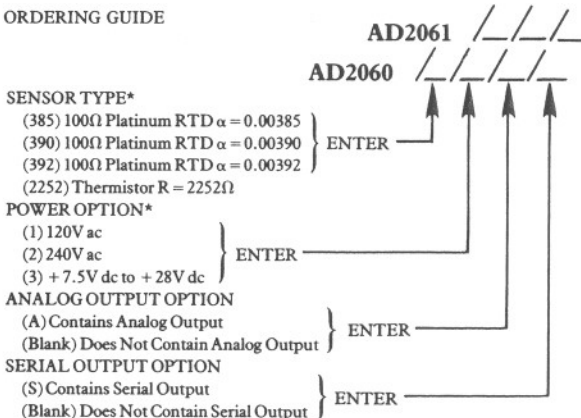 ORDERING GUIDE
AD2061 /_/_/_
AD2060 /_/_/_/_
SENSOR TYPE*
(385) 100Ω Platinum RTD α = 0.00385
(390) 100Ω Platinum RTD α = 0.00390
(392) 100Ω Platinum RTD α = 0.00392
ENTER
(2252) Thermistor R = 2252Ω
POWER OPTION*
(1) 120V ac
(2) 240V ac
(3) +7.5V dc to +28V dc
ENTER
ANALOG OUTPUT OPTION
(A) Contains Analog Output
(Blank) Does Not Contain Analog Output
ENTER
SERIAL OUTPUT OPTION
(S) Contains Serial Output
(Blank) Does Not Contain Serial Output
ENTER